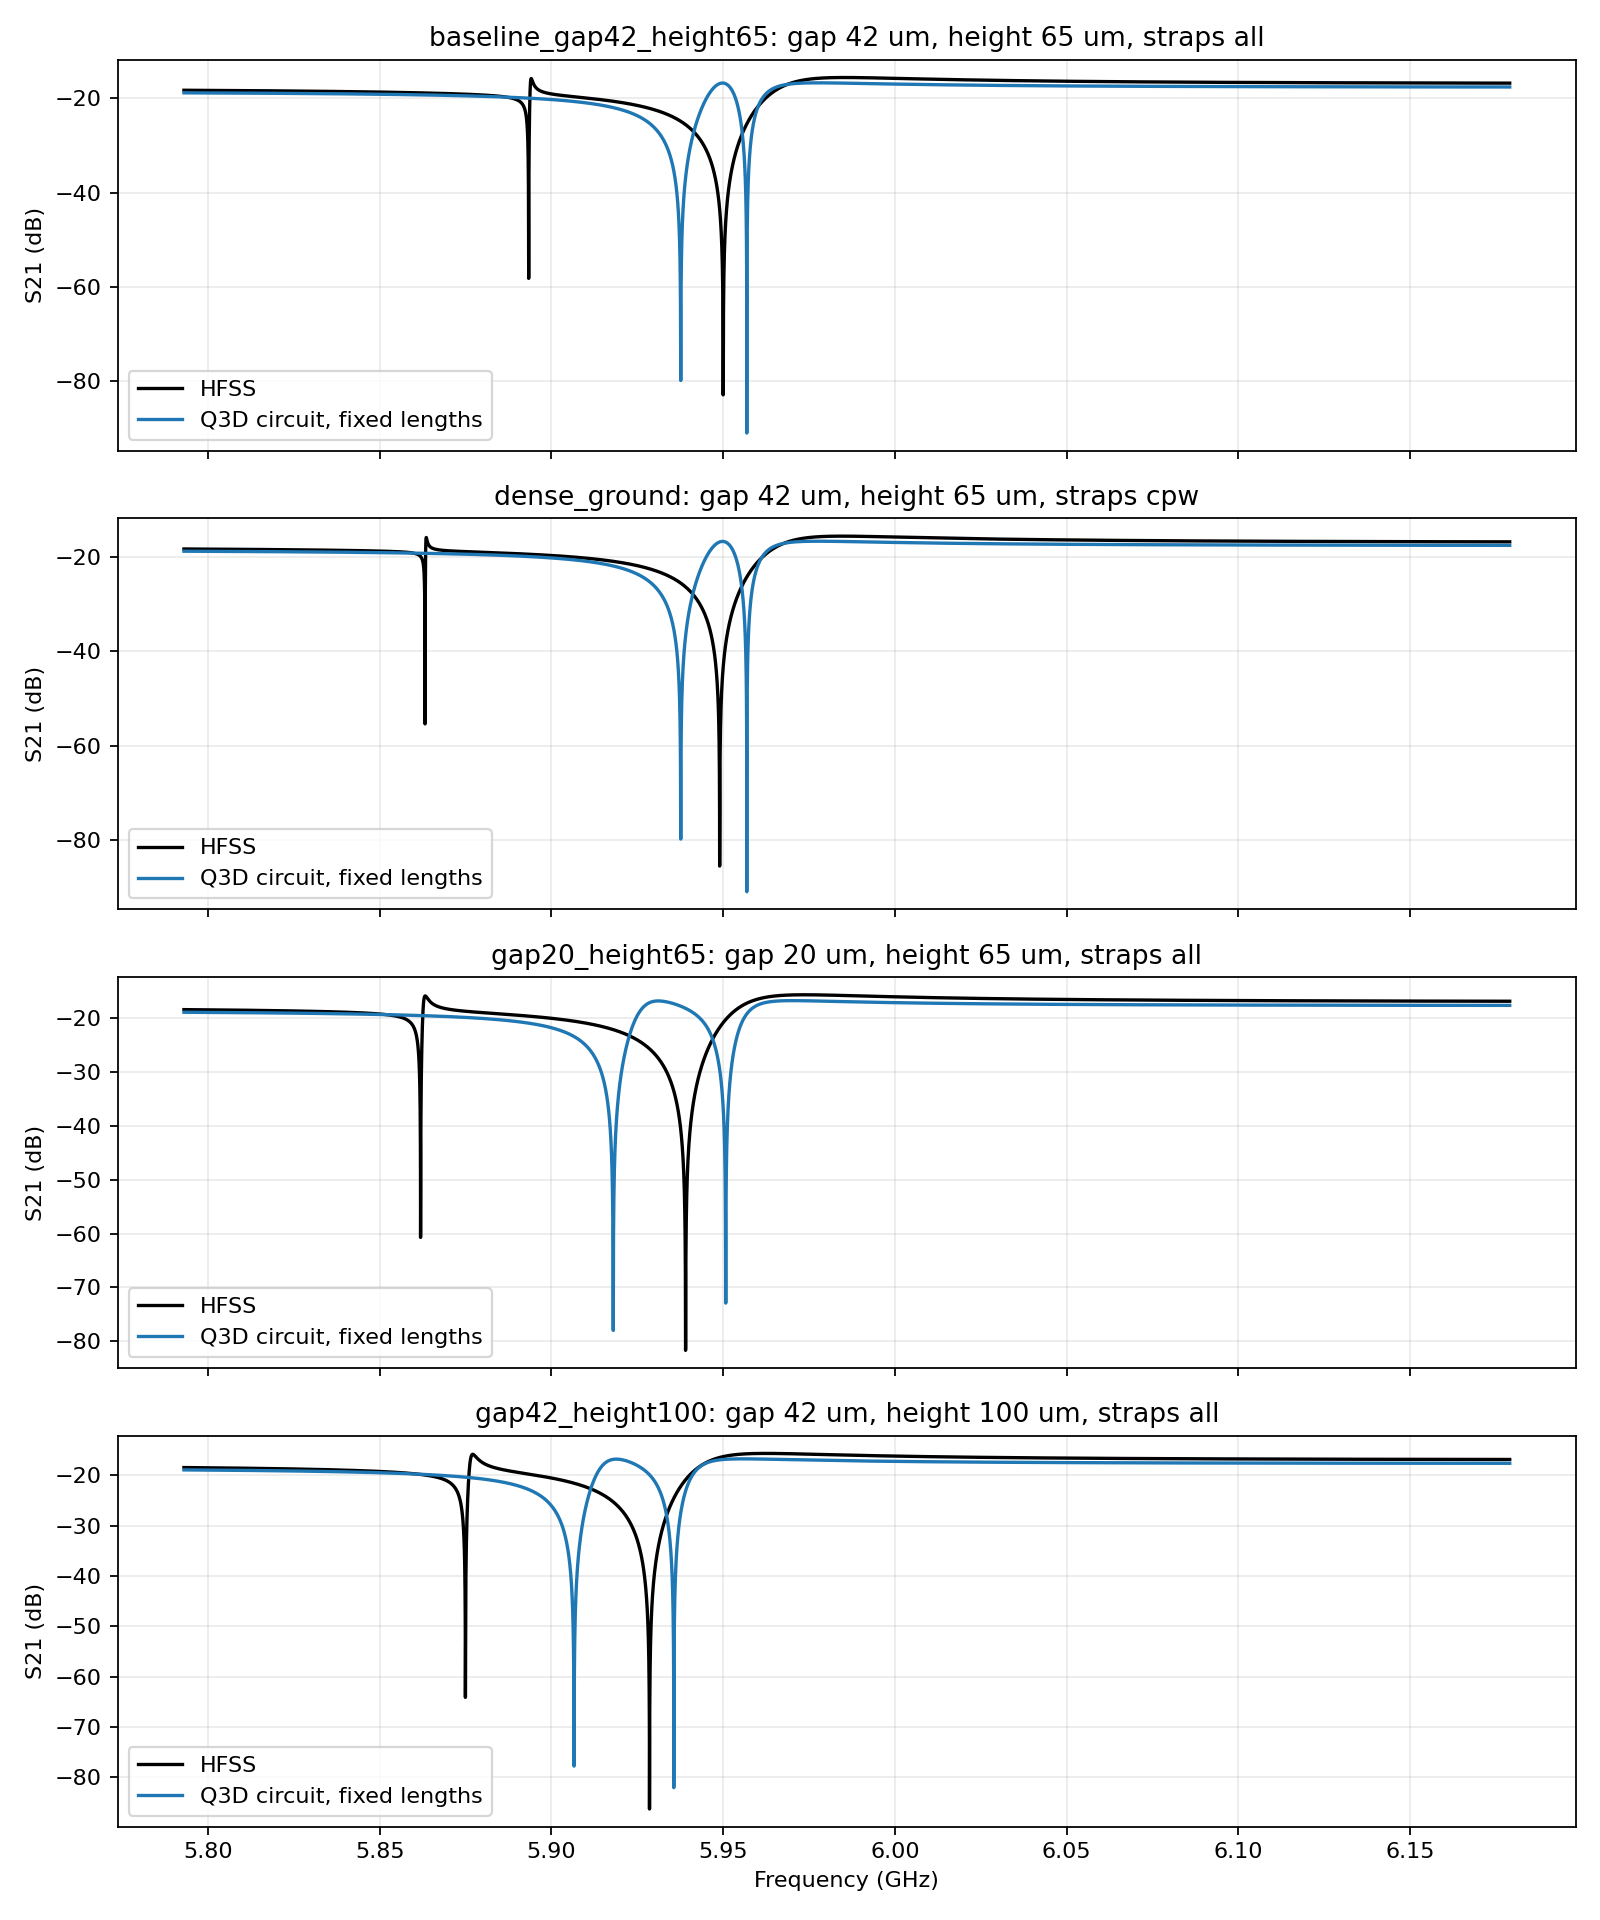 baseline_gap42_height65: gap 42 um, height 65 um, straps all
−20
−40
−60
−80
S21 (dB)
HFSS
Q3D circuit, fixed lengths
dense_ground: gap 42 um, height 65 um, straps cpw
−20
−40
−60
−80
S21 (dB)
HFSS
Q3D circuit, fixed lengths
gap20_height65: gap 20 um, height 65 um, straps all
−20
−30
−40
−50
−60
−70
−80
S21 (dB)
HFSS
Q3D circuit, fixed lengths
gap42_height100: gap 42 um, height 100 um, straps all
−20
−30
−40
−50
−60
−70
−80
S21 (dB)
HFSS
Q3D circuit, fixed lengths
5.80 5.85 5.90 5.95 6.00 6.05 6.10 6.15
Frequency (GHz)